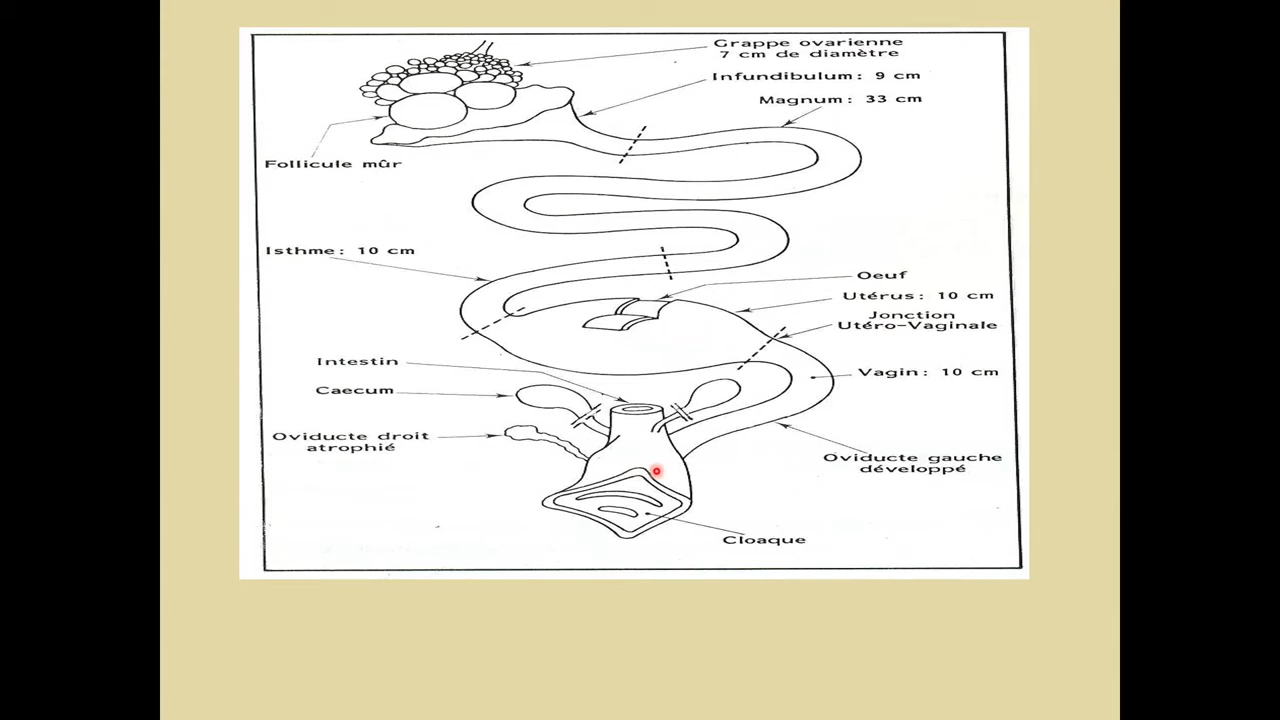 Grappe ovarienne
7 cm de diamètre
Infundibulum: 9 cm
Magnum: 33 cm
Follicule mûr
Isthme: 10 cm
Oeuf
Utérus: 10 cm
Jonction
Utéro-Vaginale
Intestin
Vagin: 10 cm
Caecum
Oviducte droit
atrophié
Oviducte gauche
développé
Cloaque